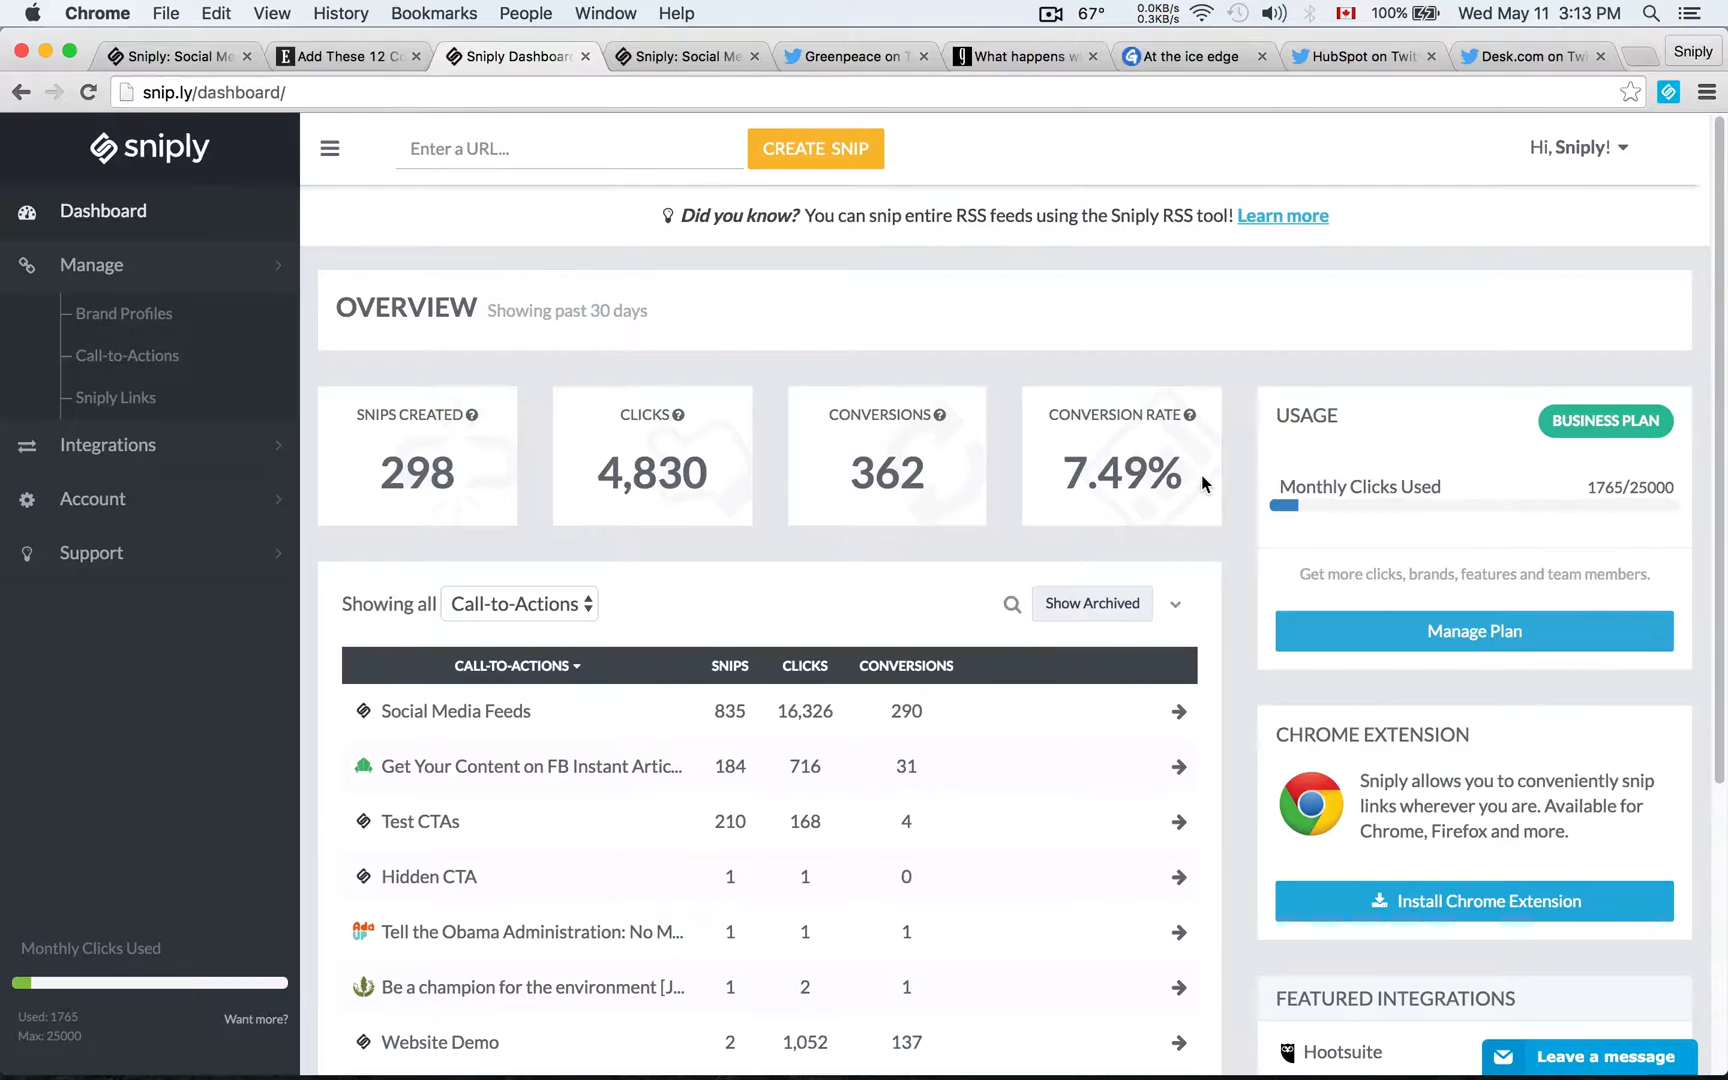 Chrome File Edit View History Bookmarks People Window Help 67° 0.0KB/s 0.3KB/s 100% Wed May 11 3:13 PM
Sniply: Social Me Add These 12 Co Sniply Dashboard Sniply: Social Me Greenpeace on T What happens w At the ice edge HubSpot on Twit Desk.com on Twi Sniply
snip.ly/dashboard/
sniply
Enter a URL... CREATE SNIP Hi, Sniply!
Did you know? You can snip entire RSS feeds using the Sniply RSS tool! Learn more
Dashboard
Manage
Brand Profiles
Call-to-Actions
Sniply Links
Integrations
Account
Support
Monthly Clicks Used
Used: 1765
Max: 25000
Want more?
OVERVIEW Showing past 30 days
SNIPS CREATED
298
CLICKS
4,830
CONVERSIONS
362
CONVERSION RATE
7.49%
Showing all Call-to-Actions Show Archived
CALL-TO-ACTIONS SNIPS CLICKS CONVERSIONS
Social Media Feeds 835 16,326 290
Get Your Content on FB Instant Artic... 184 716 31
Test CTAs 210 168 4
Hidden CTA 1 1 0
Tell the Obama Administration: No M... 1 1 1
Be a champion for the environment [J... 1 2 1
Website Demo 2 1,052 137
USAGE BUSINESS PLAN
Monthly Clicks Used 1765/25000
Get more clicks, brands, features and team members.
Manage Plan
CHROME EXTENSION
Sniply allows you to conveniently snip
links wherever you are. Available for
Chrome, Firefox and more.
Install Chrome Extension
FEATURED INTEGRATIONS
Hootsuite
Leave a message